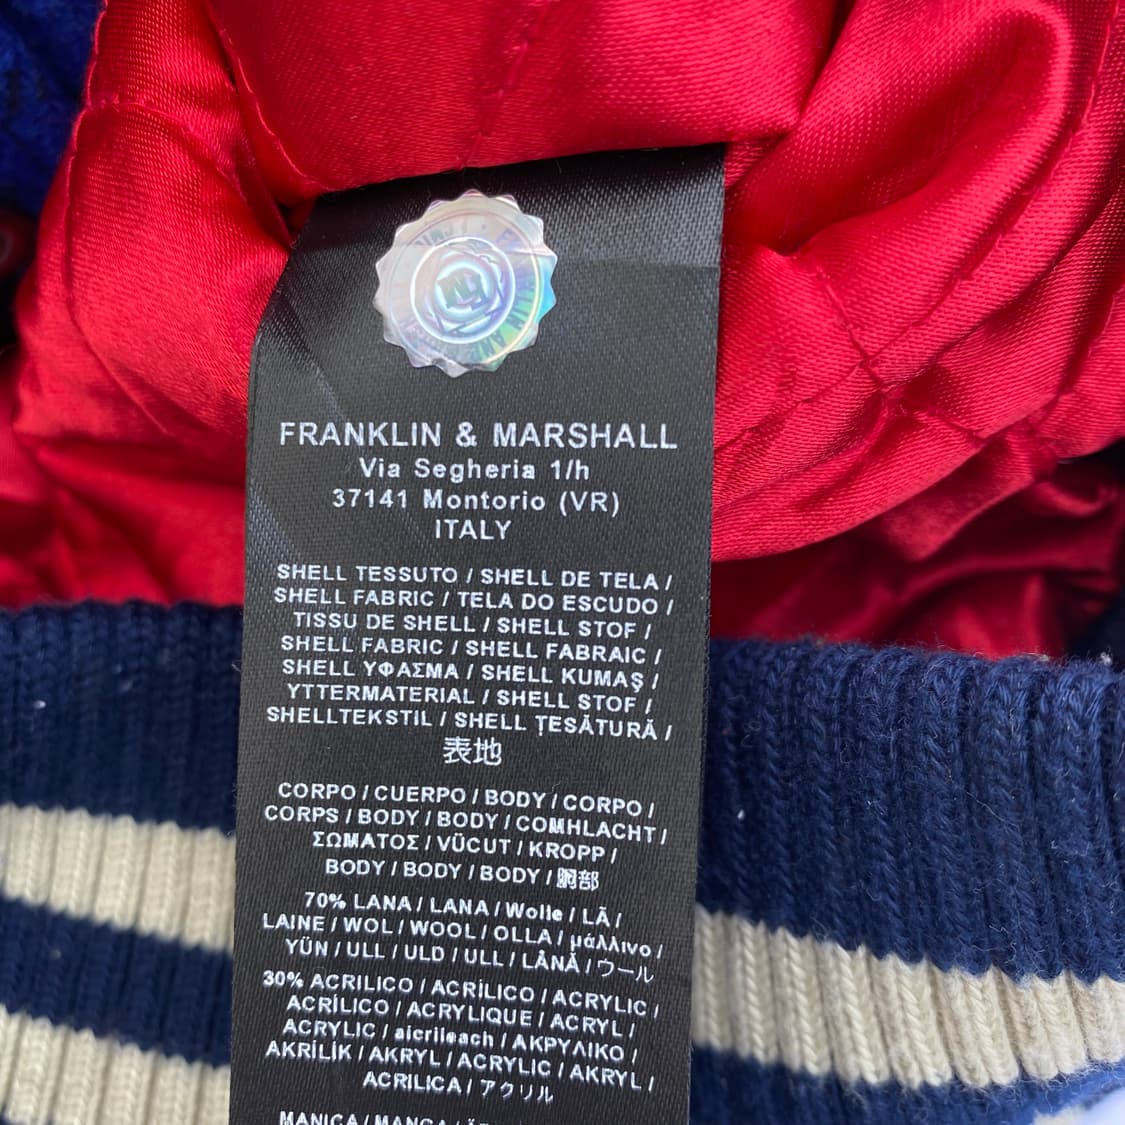 FRANKLIN & MARSHALL
Via Segheria 1/h
37141 Montorio (VR)
ITALY
SHELL TESSUTO / SHELL DE TELA /
SHELL FABRIC / TELA DO ESCUDO /
TISSU DE SHELL / SHELL STOF /
SHELL FABRIC / SHELL FABRAIC /
SHELL ΥΦΑΣΜΑ / SHELL KUMAŞ /
YTTERMATERIAL / SHELL STOF /
SHELLTEKSTIL / SHELL ȚESĂTURĂ /
表地
CORPO / CUERPO / BODY / CORPO /
CORPS / BODY / BODY / COMHLACHT /
ΣΩΜΑΤΟΣ / VÜCUT / KROPP /
BODY / BODY / BODY / 胴部
70% LANA / LANA / Wolle / LÃ /
LAINE / WOL / WOOL / OLLA / μάλλινο /
YÜN / ULL / ULD / ULL / LÂNĂ / ウール
30% ACRILICO / ACRÍLICO / ACRYLIC /
ACRÍLICO / ACRYLIQUE / ACRYL /
ACRYLIC / aicrileach / ΑΚΡΥΛΙΚΟ /
AKRİLİK / AKRYL / ACRYLIC / AKRYL /
ACRILICA / アクリル
MANICA / MANGA /